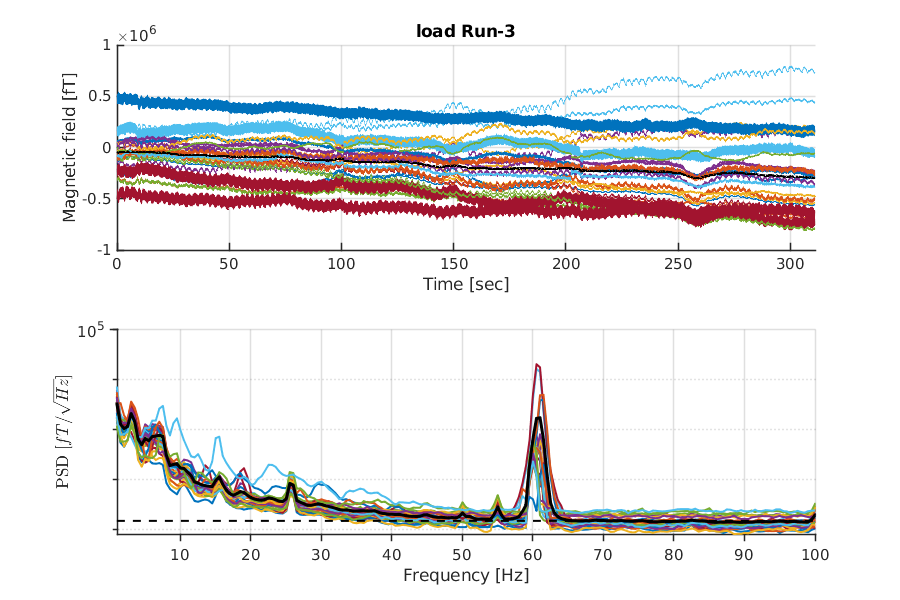 load Run-3
×10⁶
1
0.5
0
-0.5
-1
Magnetic field [fT]
0 50 100 150 200 250 300
Time [sec]
10⁵
PSD [fT/√Hz]
10 20 30 40 50 60 70 80 90 100
Frequency [Hz]